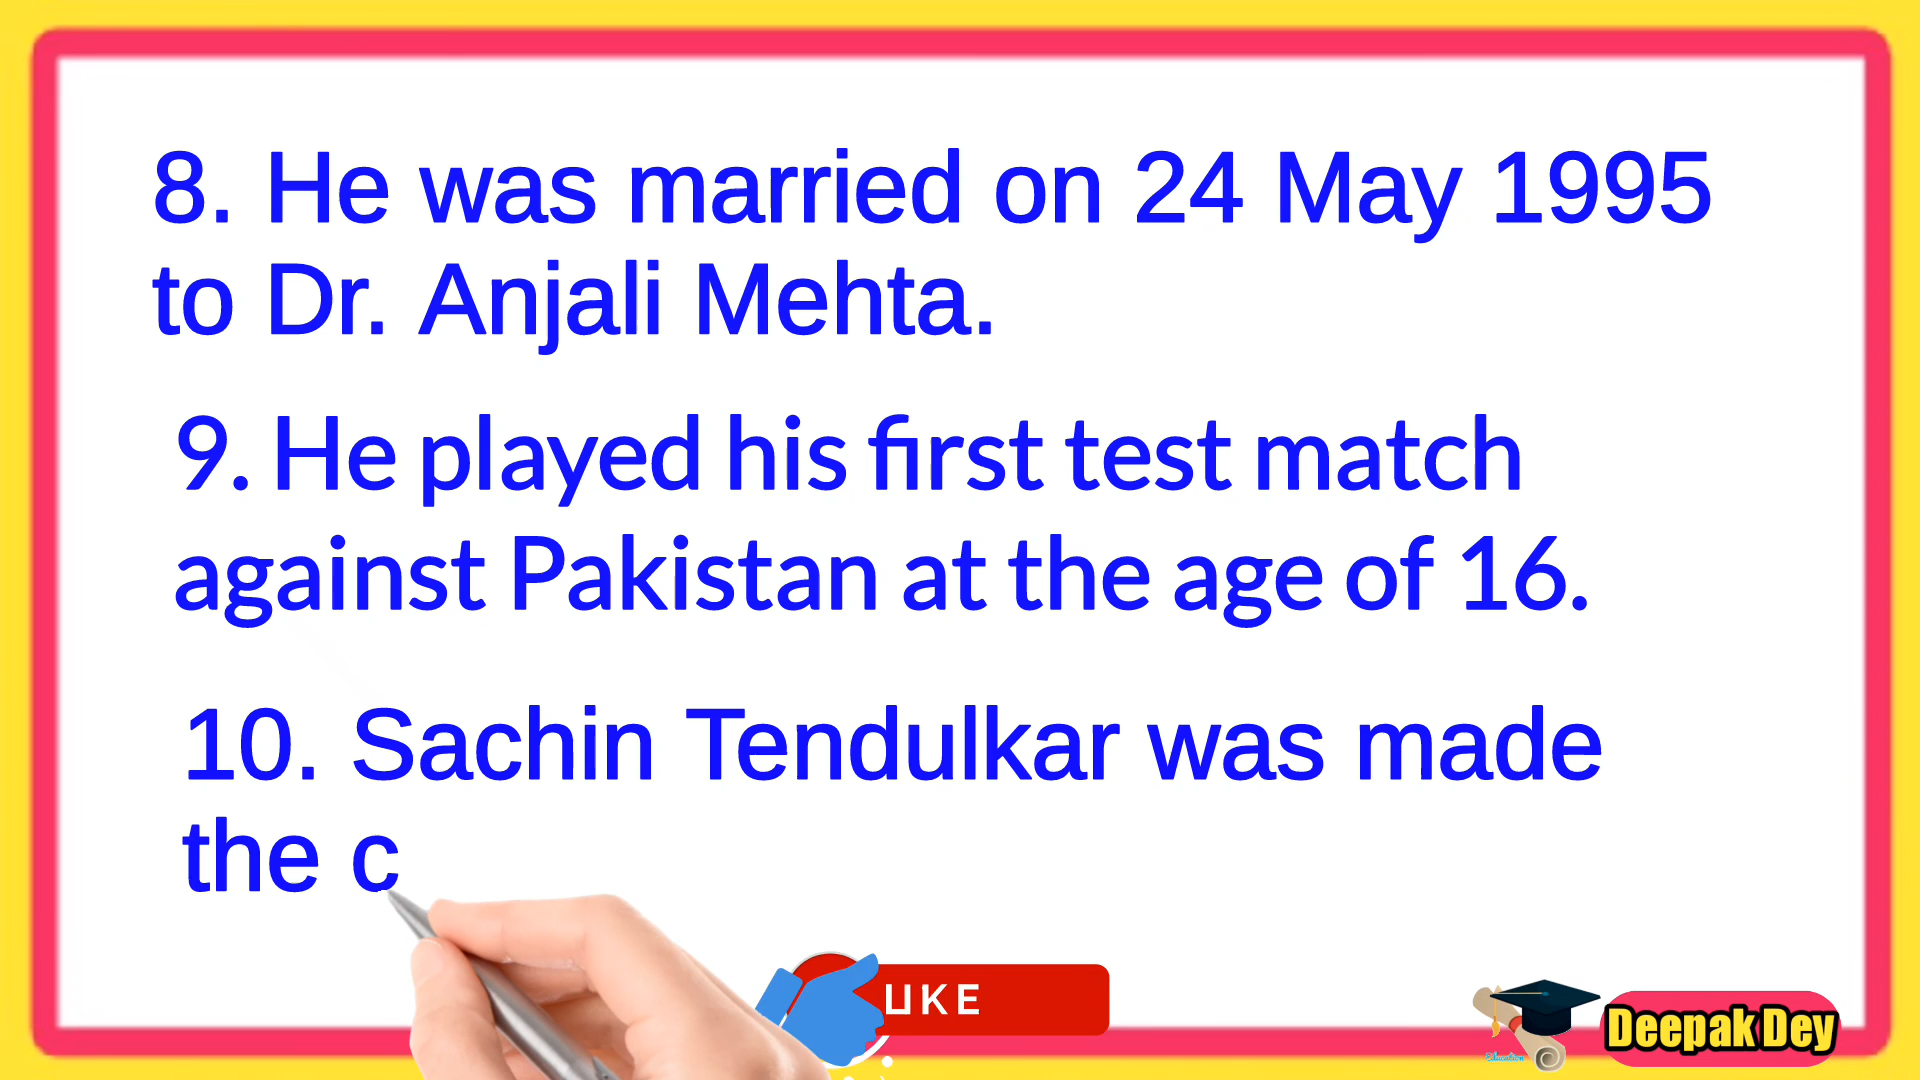 8. He was married on 24 May 1995
to Dr. Anjali Mehta.
9. He played his first test match
against Pakistan at the age of 16.
10. Sachin Tendulkar was made
the c
Education
Deepak Dey